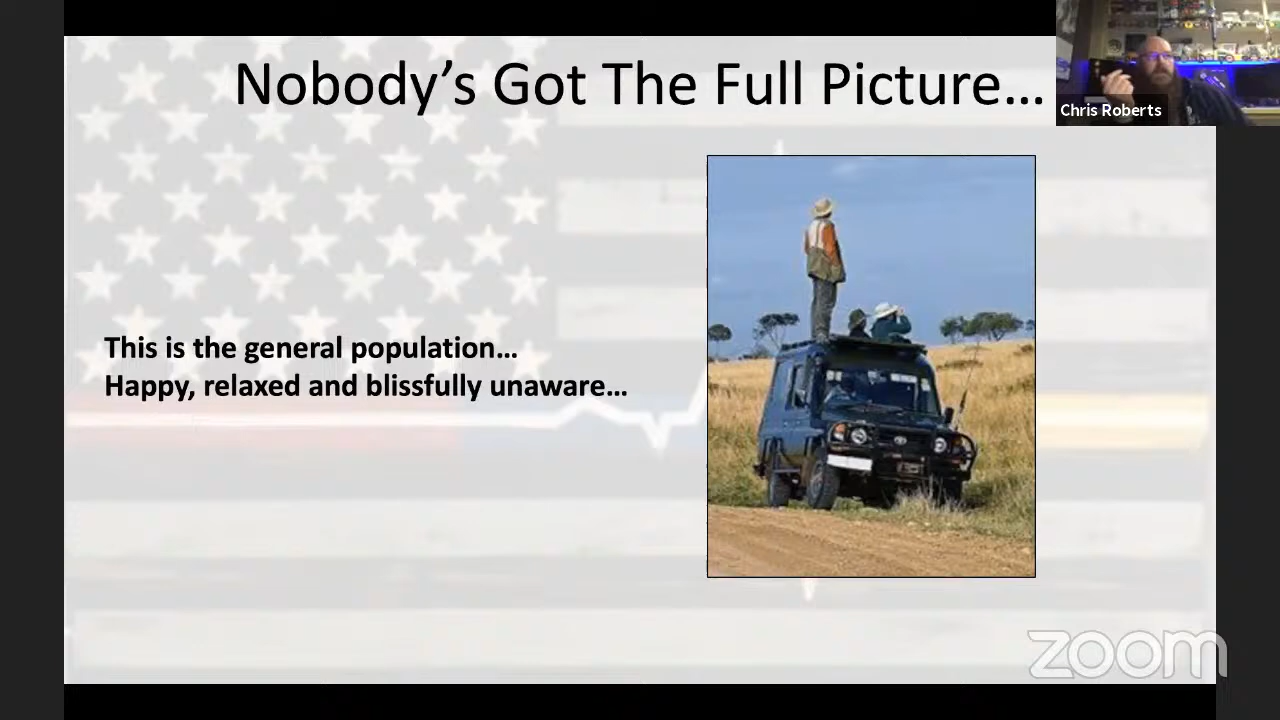 Nobody’s Got The Full Picture...
Chris Roberts
This is the general population...
Happy, relaxed and blissfully unaware...
zoom